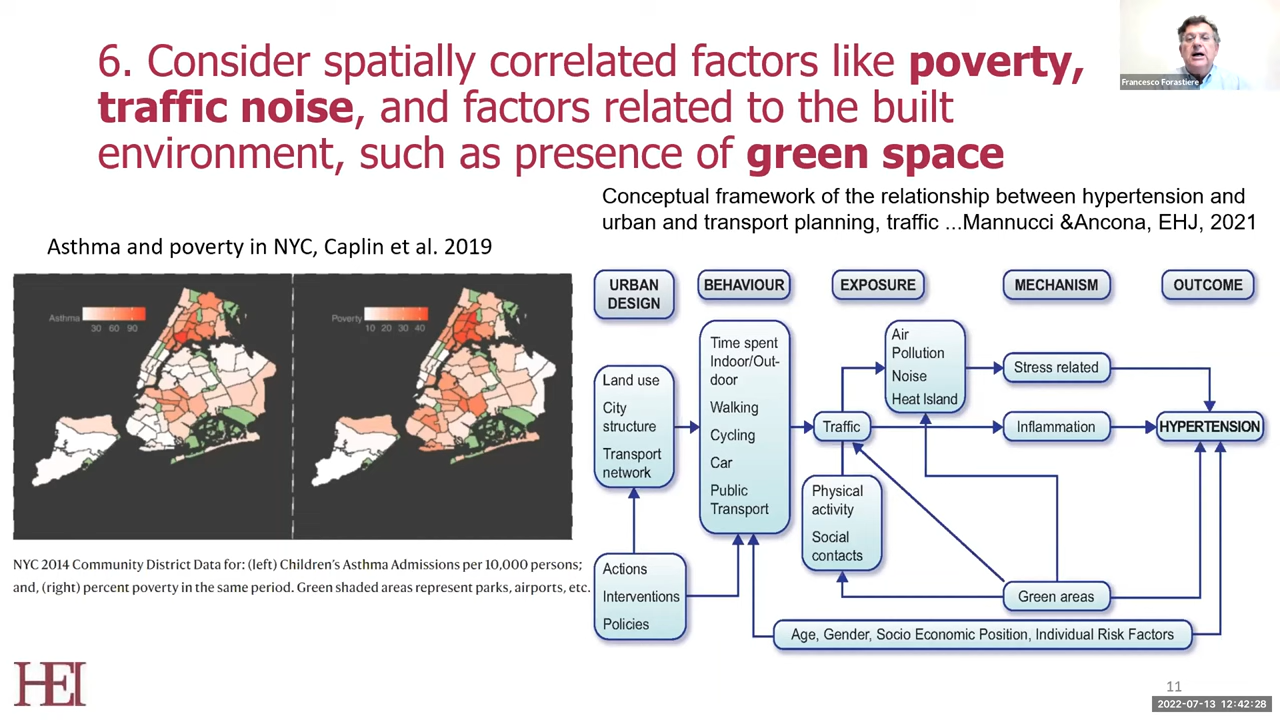 6. Consider spatially correlated factors like poverty,
traffic noise, and factors related to the built
environment, such as presence of green space
Francesco Forastiere
Conceptual framework of the relationship between hypertension and
urban and transport planning, traffic ...Mannucci &Ancona, EHJ, 2021
Asthma and poverty in NYC, Caplin et al. 2019
Asthma
30 60 90
Poverty
10 20 30 40
NYC 2014 Community District Data for: (left) Children's Asthma Admissions per 10,000 persons;
and, (right) percent poverty in the same period. Green shaded areas represent parks, airports, etc.
URBAN
DESIGN
BEHAVIOUR
EXPOSURE
MECHANISM
OUTCOME
Land use
City
structure
Transport
network
Actions
Interventions
Policies
Time spent
Indoor/Out-
door
Walking
Cycling
Car
Public
Transport
Traffic
Air
Pollution
Noise
Heat Island
Physical
activity
Social
contacts
Stress related
Inflammation
HYPERTENSION
Green areas
Age, Gender, Socio Economic Position, Individual Risk Factors
HEI
11
2022-07-13 12:42:28